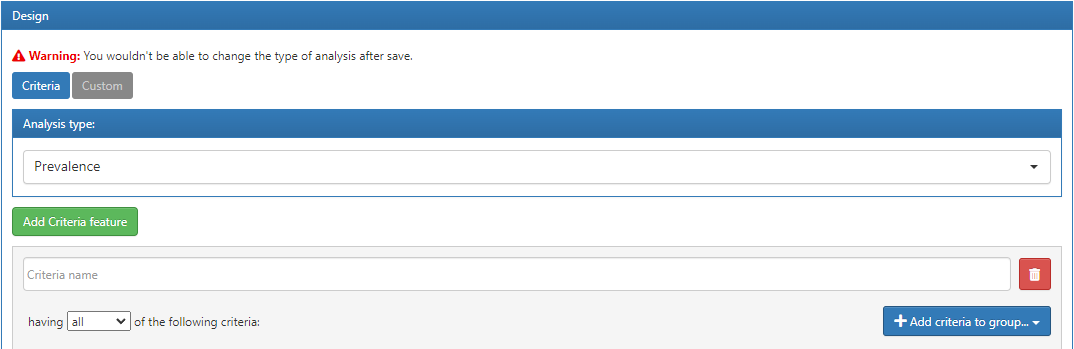 Design
Warning: You wouldn't be able to change the type of analysis after save.
Criteria Custom
Analysis type:
Prevalence
Add Criteria feature
Criteria name
having all of the following criteria: Add criteria to group...